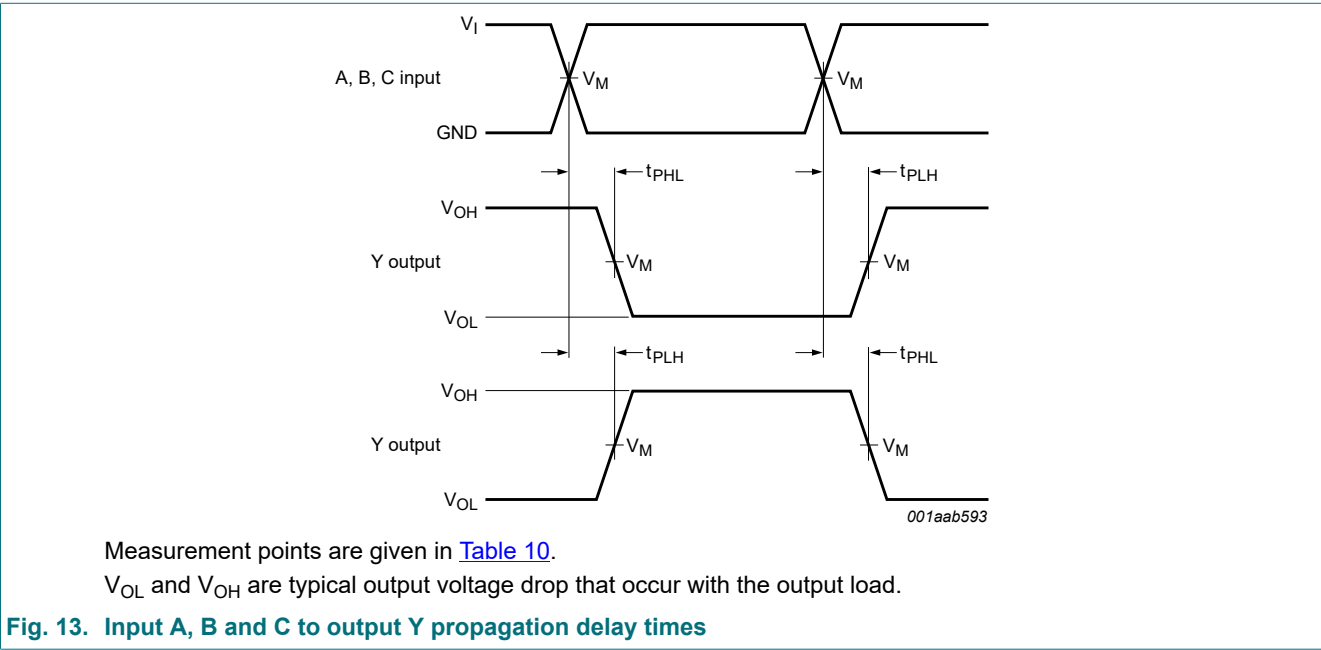 VI
A, B, C input
VM
VM
GND
tPHL
tPLH
VOH
Y output
VM
VM
VOL
tPLH
tPHL
VOH
Y output
VM
VM
VOL
001aab593
Measurement points are given in Table 10.
VOL and VOH are typical output voltage drop that occur with the output load.
Fig. 13. Input A, B and C to output Y propagation delay times